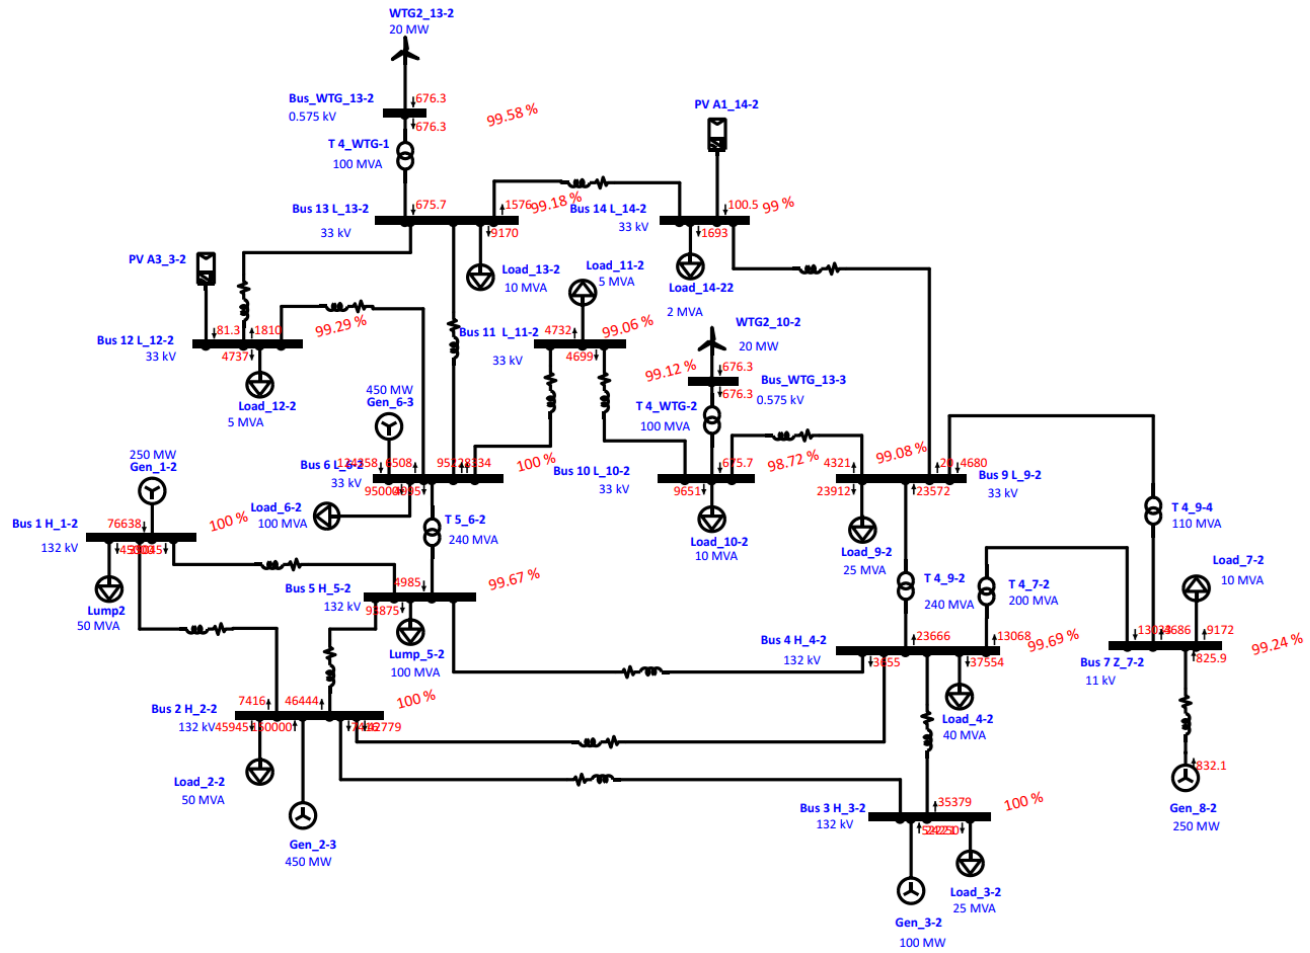 WTG2_13-2
20 MW
Bus_WTG_13-2
0.575 kV
676.3
676.3
99.58 %
T 4_WTG-1
100 MVA
PV A1_14-2
Bus 13 L_13-2
33 kV
675.7
1576
99.18 %
9170
Bus 14 L_14-2
33 kV
100.5
99 %
1693
PV A3_3-2
Load_13-2
10 MVA
Load_11-2
5 MVA
Load_14-22
2 MVA
Bus 12 L_12-2
33 kV
81.3
1810
4737
99.29 %
Load_12-2
5 MVA
Bus 11 L_11-2
33 kV
4732
4699
99.06 %
WTG2_10-2
20 MW
99.12 %
676.3
676.3
Bus_WTG_13-3
0.575 kV
T 4_WTG-2
100 MVA
450 MW
Gen_6-3
250 MW
Gen_1-2
Bus 6 L_6-2
33 kV
6508
8334
95000
100 %
Load_6-2
100 MVA
T 5_6-2
240 MVA
Bus 10 L_10-2
33 kV
675.7
9651
98.72 %
Load_10-2
10 MVA
4321
23912
99.08 %
20
4680
23572
Bus 9 L_9-2
33 kV
Load_9-2
25 MVA
T 4_9-4
110 MVA
Bus 1 H_1-2
132 kV
76638
100 %
Lump2
50 MVA
Bus 5 H_5-2
132 kV
4985
93875
99.67 %
Lump_5-2
100 MVA
T 4_9-2
240 MVA
T 4_7-2
200 MVA
Load_7-2
10 MVA
Bus 4 H_4-2
132 kV
23666
13068
3655
37554
99.69 %
Load_4-2
40 MVA
Bus 7 Z_7-2
11 kV
9172
825.9
99.24 %
832.1
Gen_8-2
250 MW
Bus 2 H_2-2
132 kV
7416
46444
45945
150000
42779
100 %
Load_2-2
50 MVA
Gen_2-3
450 MW
Bus 3 H_3-2
132 kV
35379
100 %
Load_3-2
25 MVA
Gen_3-2
100 MW